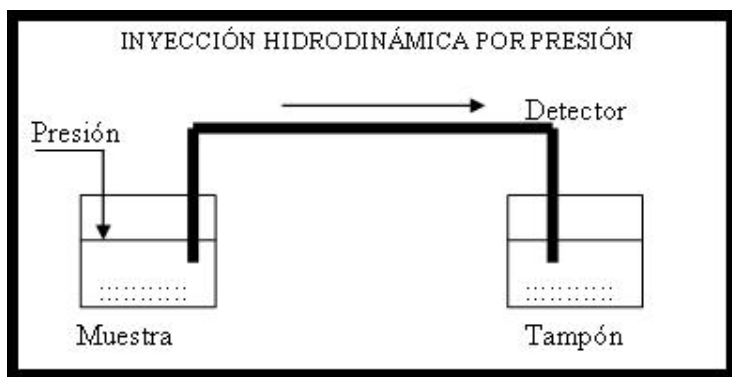 INYECCIÓN HIDRODINÁMICA POR PRESIÓN
Detector
Presión
Muestra
Tampón